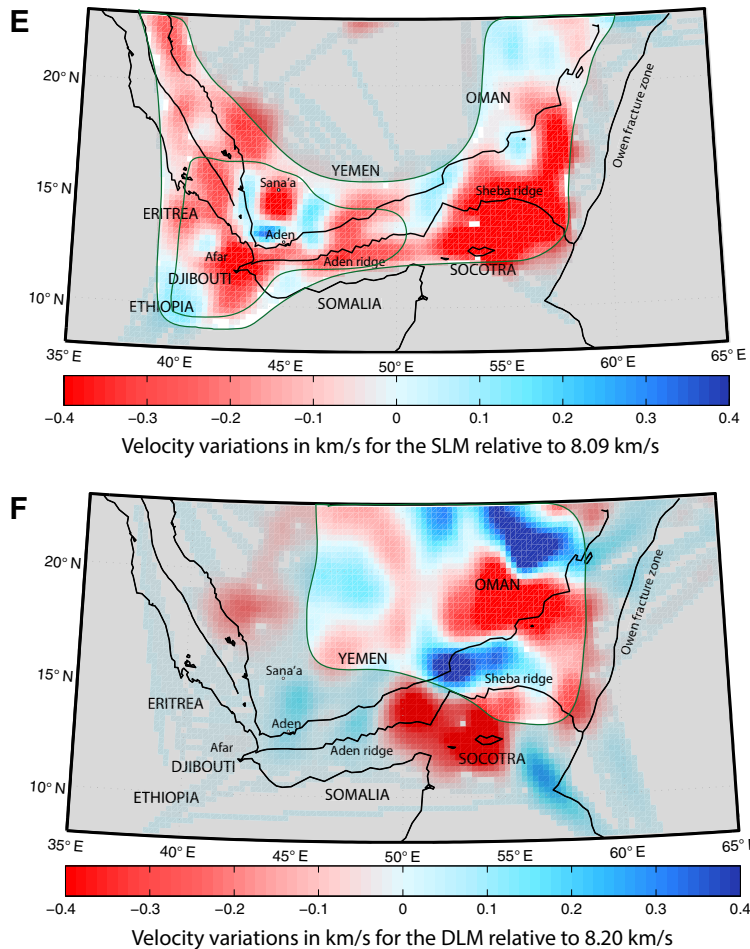 E
20° N
OMAN
Owen fracture zone
YEMEN
15° N
Sana'a
Sheba ridge
ERITREA
Aden
Afar
Aden ridge
DJIBOUTI
SOCOTRA
10° N
ETHIOPIA
SOMALIA
35° E
40° E
45° E
50° E
55° E
60° E
65° E
−0.4
−0.3
−0.2
−0.1
0
0.1
0.2
0.3
0.4
Velocity variations in km/s for the SLM relative to 8.09 km/s
F
20° N
OMAN
Owen fracture zone
YEMEN
15° N
Sana'a
Sheba ridge
ERITREA
Aden
Afar
Aden ridge
DJIBOUTI
SOCOTRA
10° N
ETHIOPIA
SOMALIA
35° E
40° E
45° E
50° E
55° E
60° E
65° E
−0.4
−0.3
−0.2
−0.1
0
0.1
0.2
0.3
0.4
Velocity variations in km/s for the DLM relative to 8.20 km/s